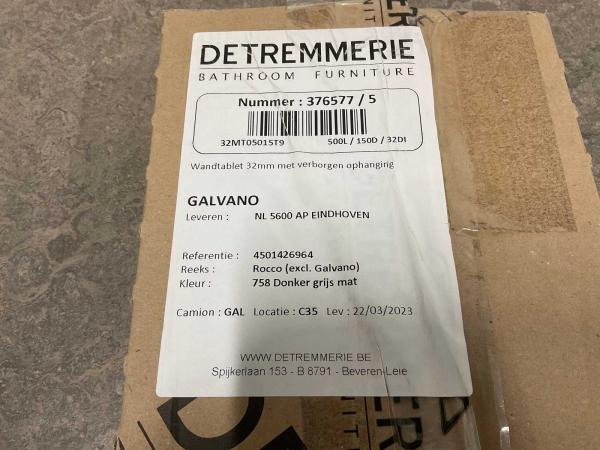 DETREMMERIE
BATHROOM FURNITURE
Nummer : 376577 / 5
32MT05015T9 500L / 150D / 32DI
Wandtablet 32mm met verborgen ophanging
GALVANO
Leveren : NL 5600 AP EINDHOVEN
Referentie : 4501426964
Reeks : Rocco (excl. Galvano)
Kleur : 758 Donker grijs mat
Camion : GAL Locatie : C35 Lev : 22/03/2023
WWW.DETREMMERIE.BE
Spijkerlaan 153 - B 8791 - Beveren-Leie